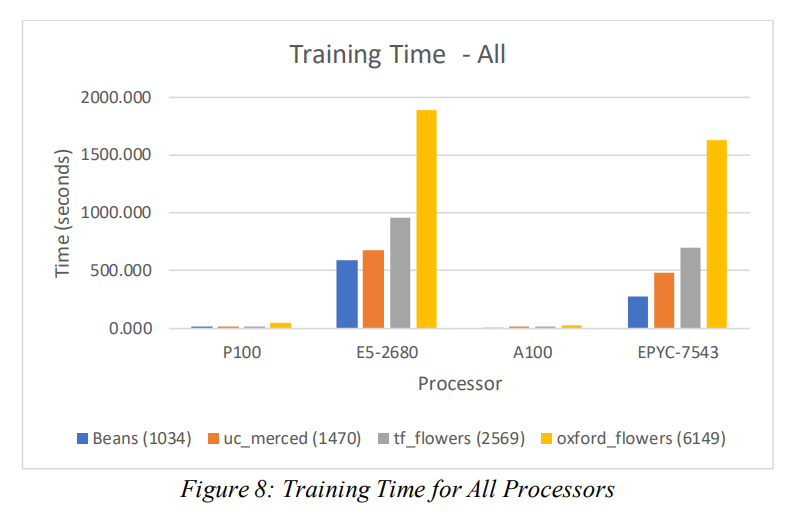 Training Time - All
2000.000
1500.000
1000.000
500.000
0.000
Time (seconds)
P100 E5-2680 A100 EPYC-7543
Processor
Beans (1034) uc_merced (1470) tf_flowers (2569) oxford_flowers (6149)
Figure 8: Training Time for All Processors